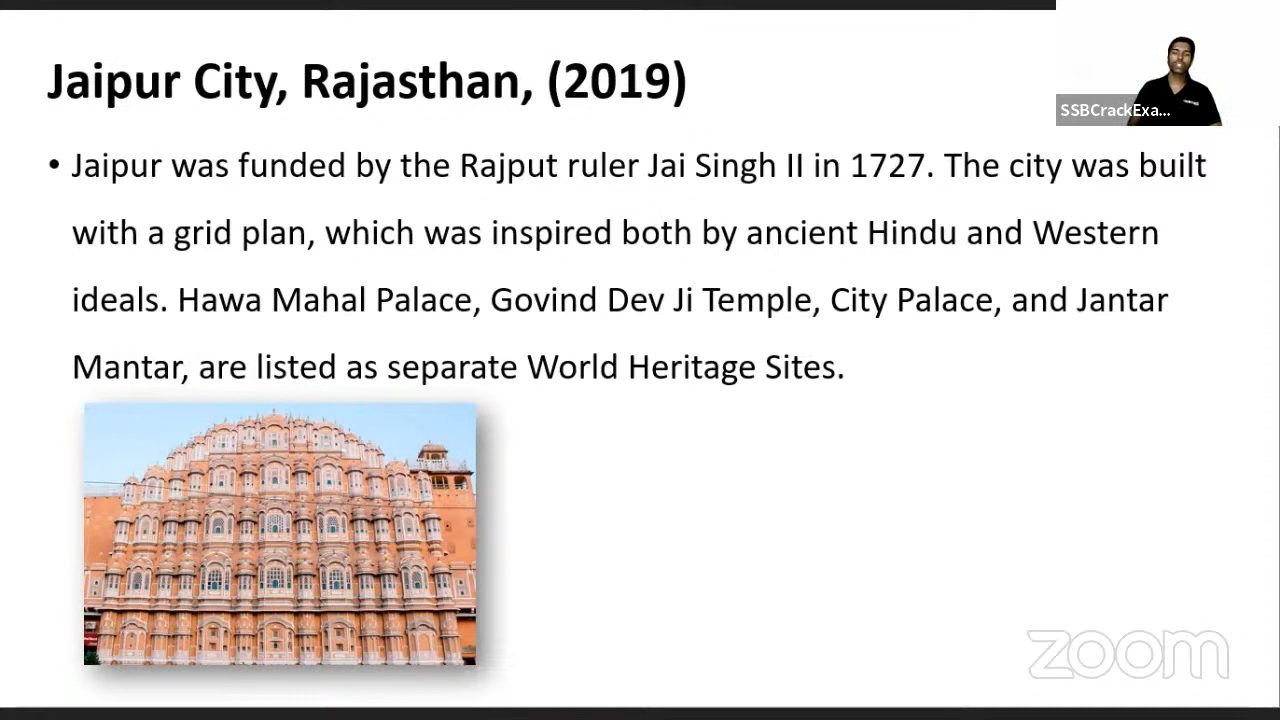 Jaipur City, Rajasthan, (2019)
SSBCrackExa...
• Jaipur was funded by the Rajput ruler Jai Singh II in 1727. The city was built
with a grid plan, which was inspired both by ancient Hindu and Western
ideals. Hawa Mahal Palace, Govind Dev Ji Temple, City Palace, and Jantar
Mantar, are listed as separate World Heritage Sites.
zoom